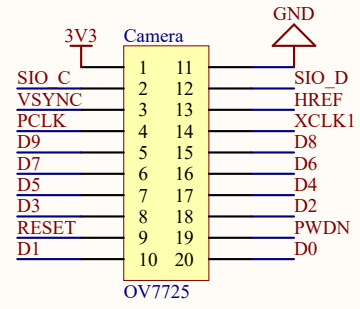 GND
3V3 Camera
1 11
SIO_C 2 12 SIO_D
VSYNC 3 13 HREF
PCLK 4 14 XCLK1
D9 5 15 D8
D7 6 16 D6
D5 7 17 D4
D3 8 18 D2
RESET 9 19 PWDN
D1 10 20 D0
OV7725